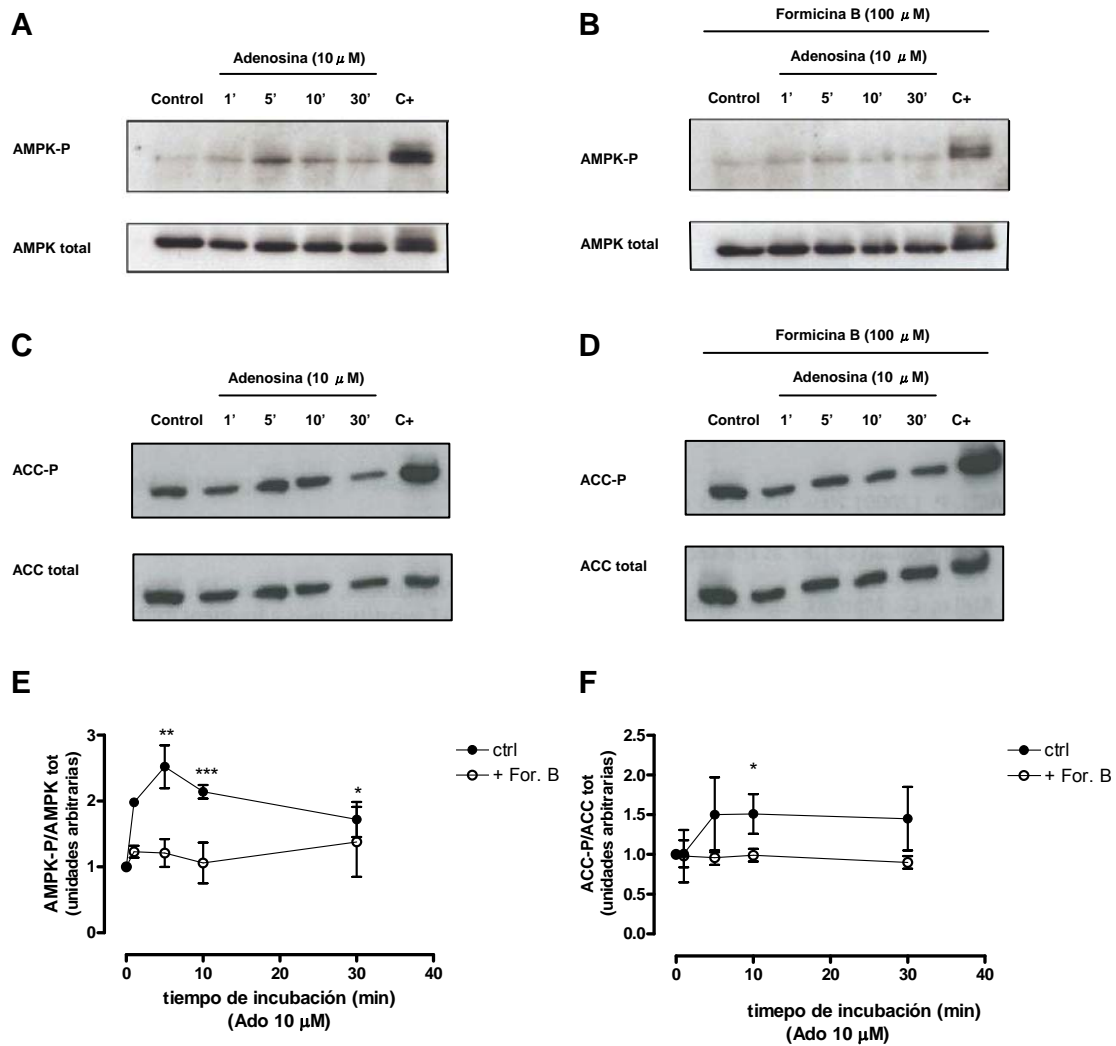 A
Adenosina (10 μ M)
Control 1’ 5’ 10’ 30’ C+
AMPK-P
AMPK total
B
Formicina B (100 μ M)
Adenosina (10 μ M)
Control 1’ 5’ 10’ 30’ C+
AMPK-P
AMPK total
C
Adenosina (10 μ M)
Control 1’ 5’ 10’ 30’ C+
ACC-P
ACC total
D
Formicina B (100 μ M)
Adenosina (10 μ M)
Control 1’ 5’ 10’ 30’ C+
ACC-P
ACC total
E
AMPK-P/AMPK tot
(unidades arbitrarias)
3
2
1
0
**
***
*
ctrl
+ For. B
0 10 20 30 40
tiempo de incubación (min)
(Ado 10 μM)
F
ACC-P/ACC tot
(unidades arbitrarias)
2.5
2.0
1.5
1.0
0.5
0.0
*
ctrl
+ For. B
0 10 20 30 40
timepo de incubación (min)
(Ado 10 μM)